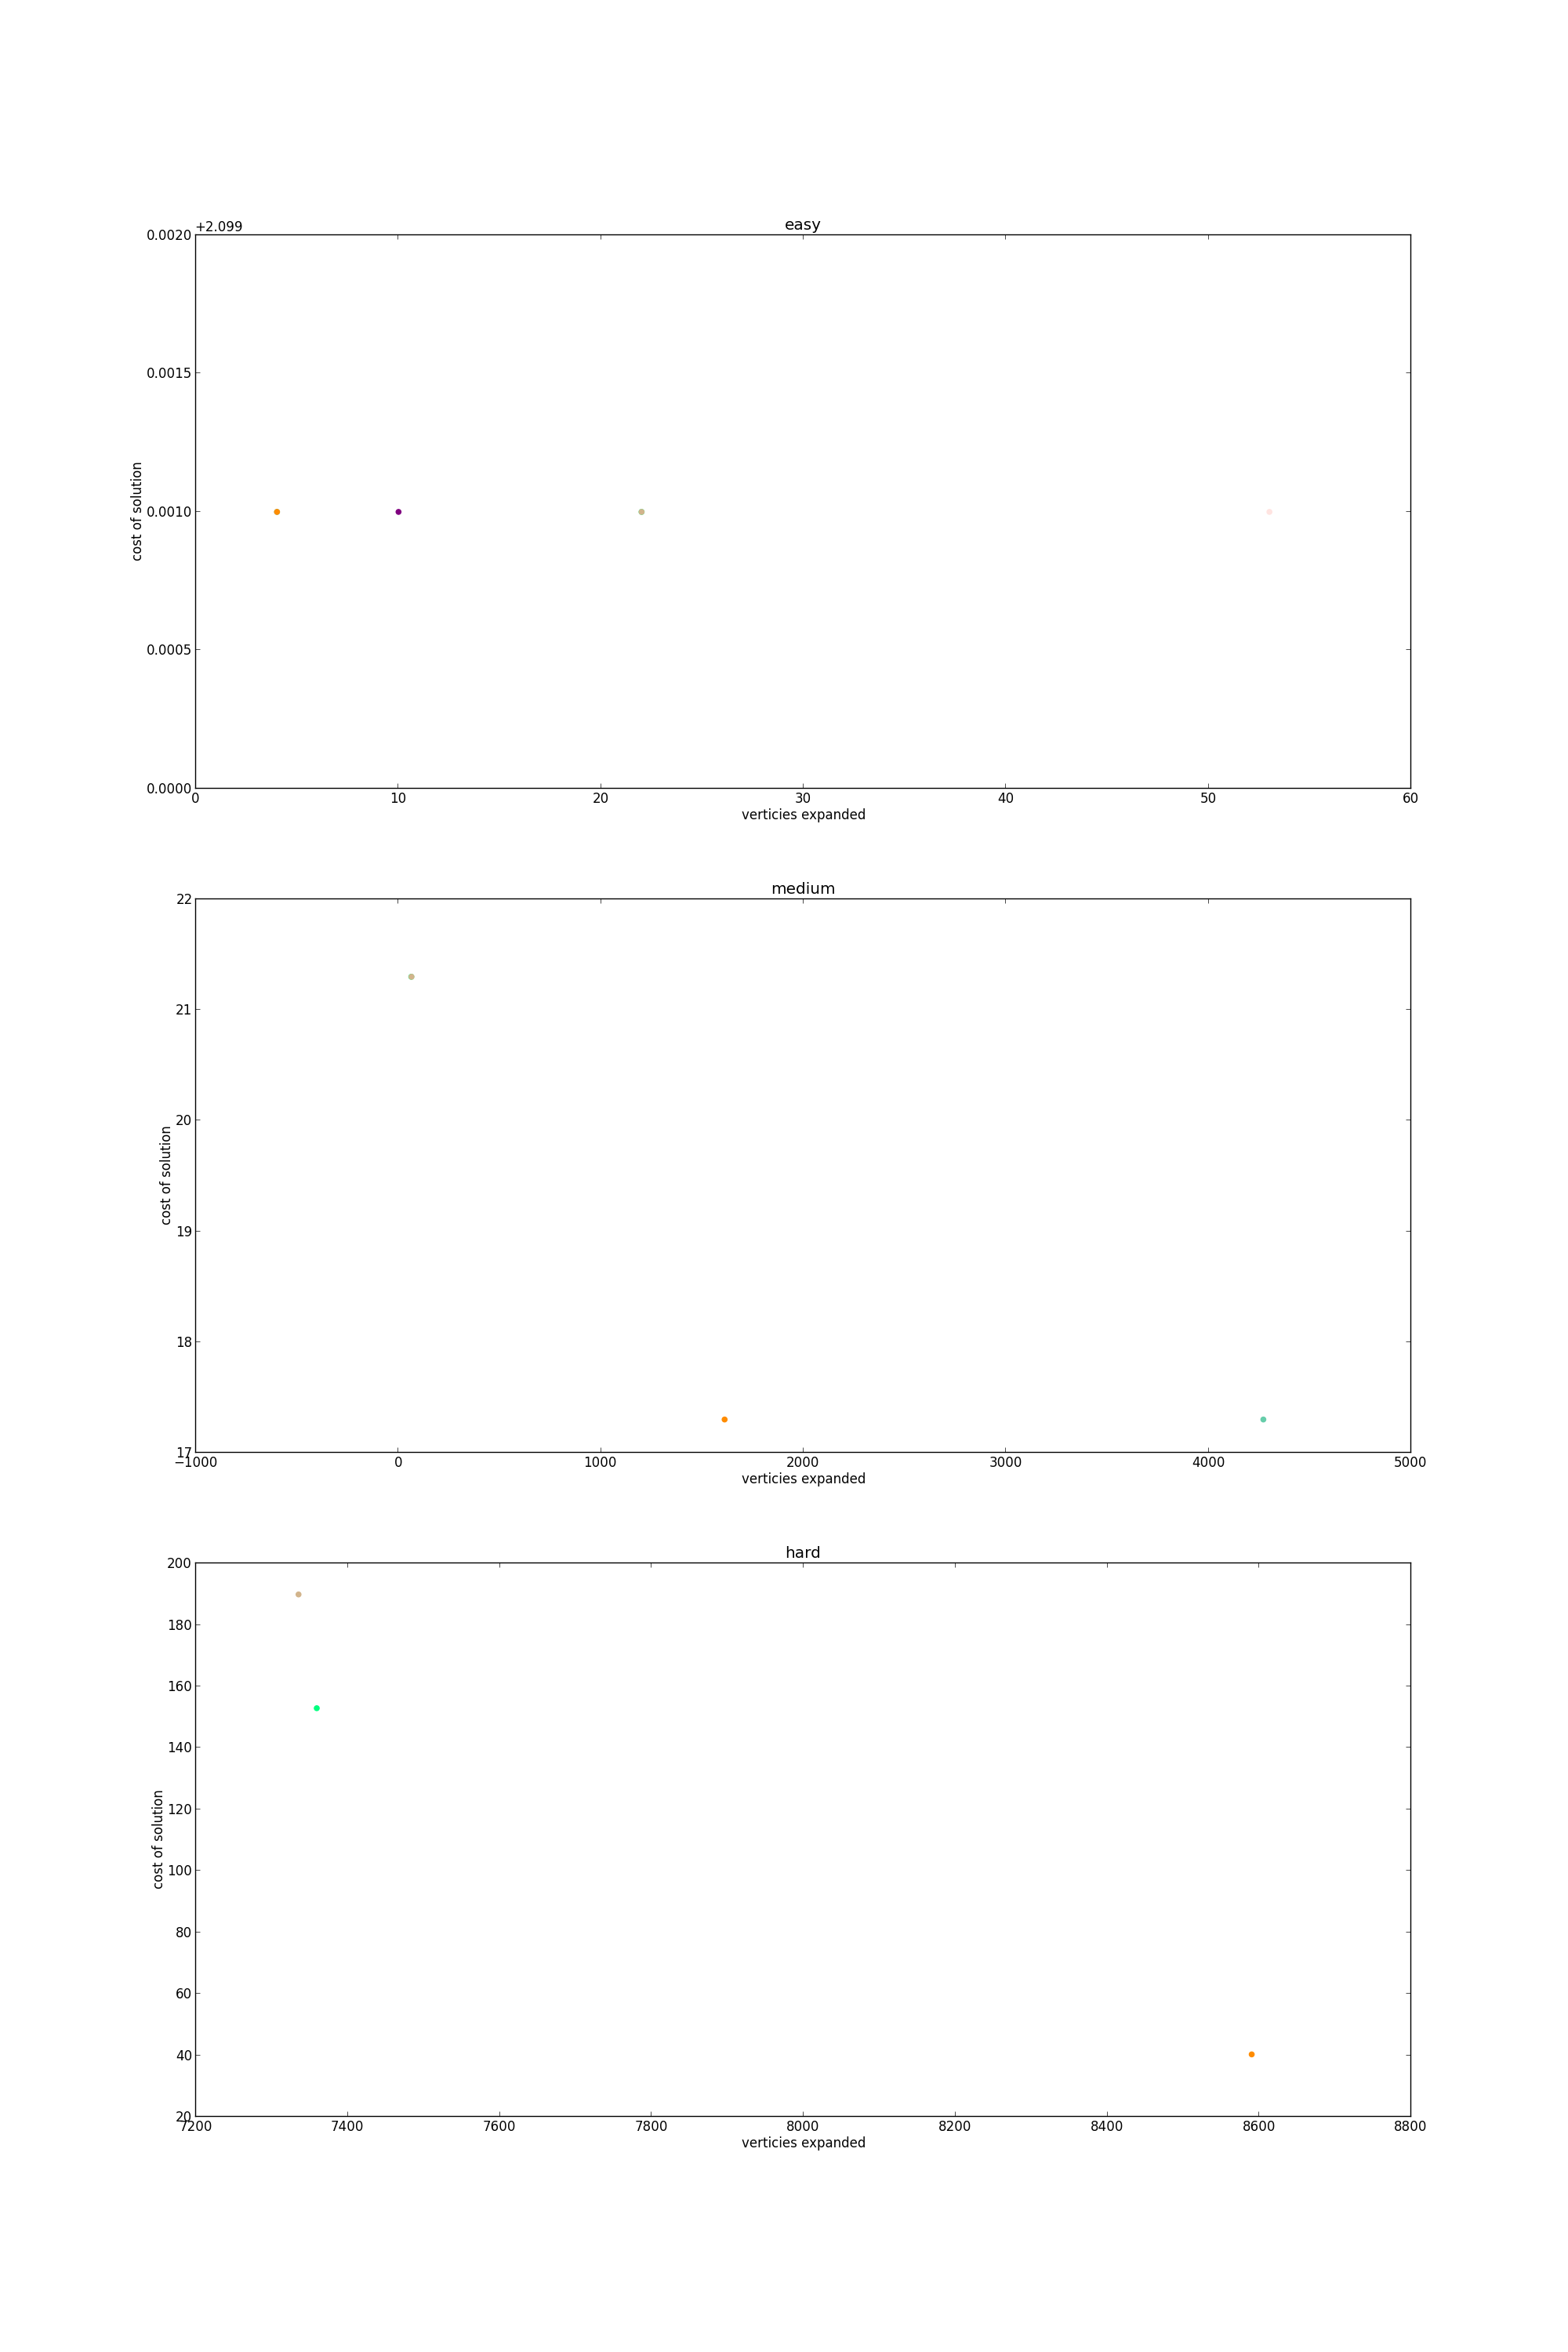 easy
+2.099
0.0020
0.0015
0.0010
0.0005
0.0000
cost of solution
0 10 20 30 40 50 60
verticies expanded
medium
22
21
20
19
18
17
cost of solution
−1000 0 1000 2000 3000 4000 5000
verticies expanded
hard
200
180
160
140
120
100
80
60
40
20
cost of solution
7200 7400 7600 7800 8000 8200 8400 8600 8800
verticies expanded